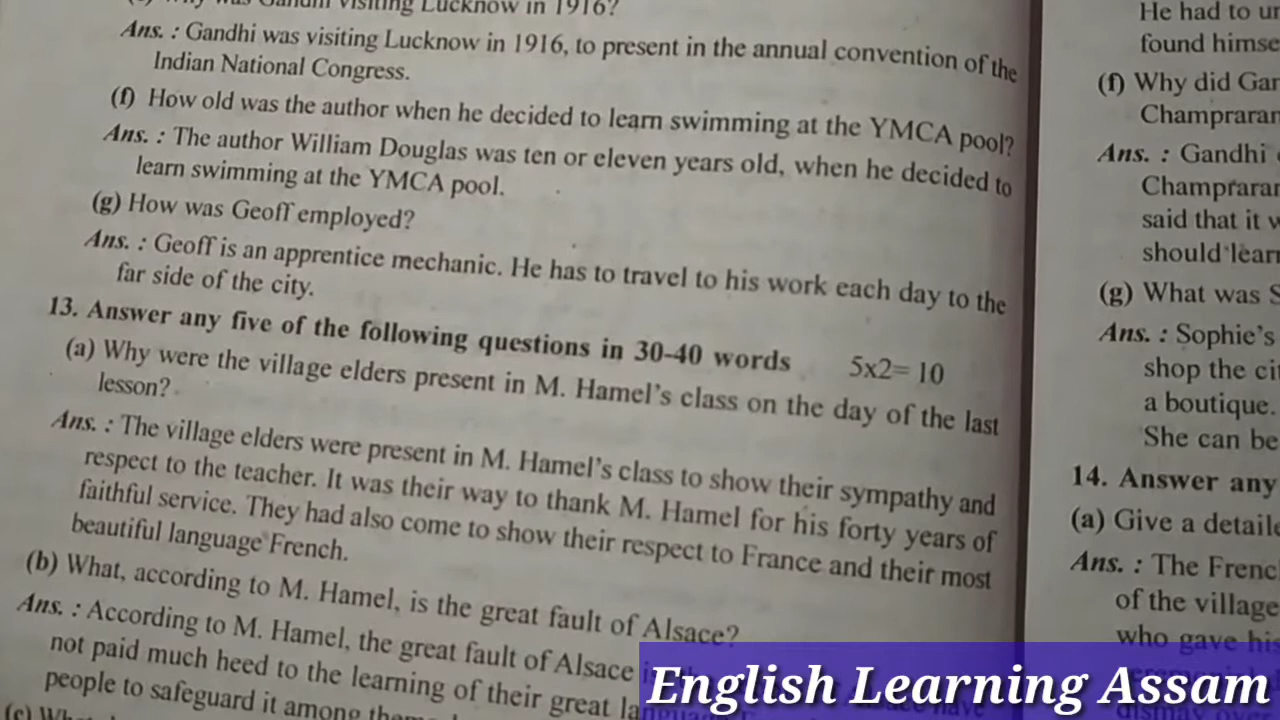 Gandhi visiting Lucknow in 1916?
Ans. : Gandhi was visiting Lucknow in 1916, to present in the annual convention of the
Indian National Congress.
(f) How old was the author when he decided to learn swimming at the YMCA pool?
Ans. : The author William Douglas was ten or eleven years old, when he decided to
learn swimming at the YMCA pool.
(g) How was Geoff employed?
Ans. : Geoff is an apprentice mechanic. He has to travel to his work each day to the
far side of the city.
13. Answer any five of the following questions in 30-40 words 5x2= 10
(a) Why were the village elders present in M. Hamel's class on the day of the last
lesson?
Ans. : The village elders were present in M. Hamel's class to show their sympathy and
respect to the teacher. It was their way to thank M. Hamel for his forty years of
faithful service. They had also come to show their respect to France and their most
beautiful language French.
(b) What, according to M. Hamel, is the great fault of Alsace?
Ans. : According to M. Hamel, the great fault of Alsace
not paid much heed to the learning of their great
people to safeguard it among
He had to
found
(f) Why did
Ans. : Gandhi
said that it
should
(g) What was
Ans. : Sophie's
shop the
a boutique.
She can be
14. Answer any
(a) Give a
Ans. : The
of the village
who gave his
English Learning Assam